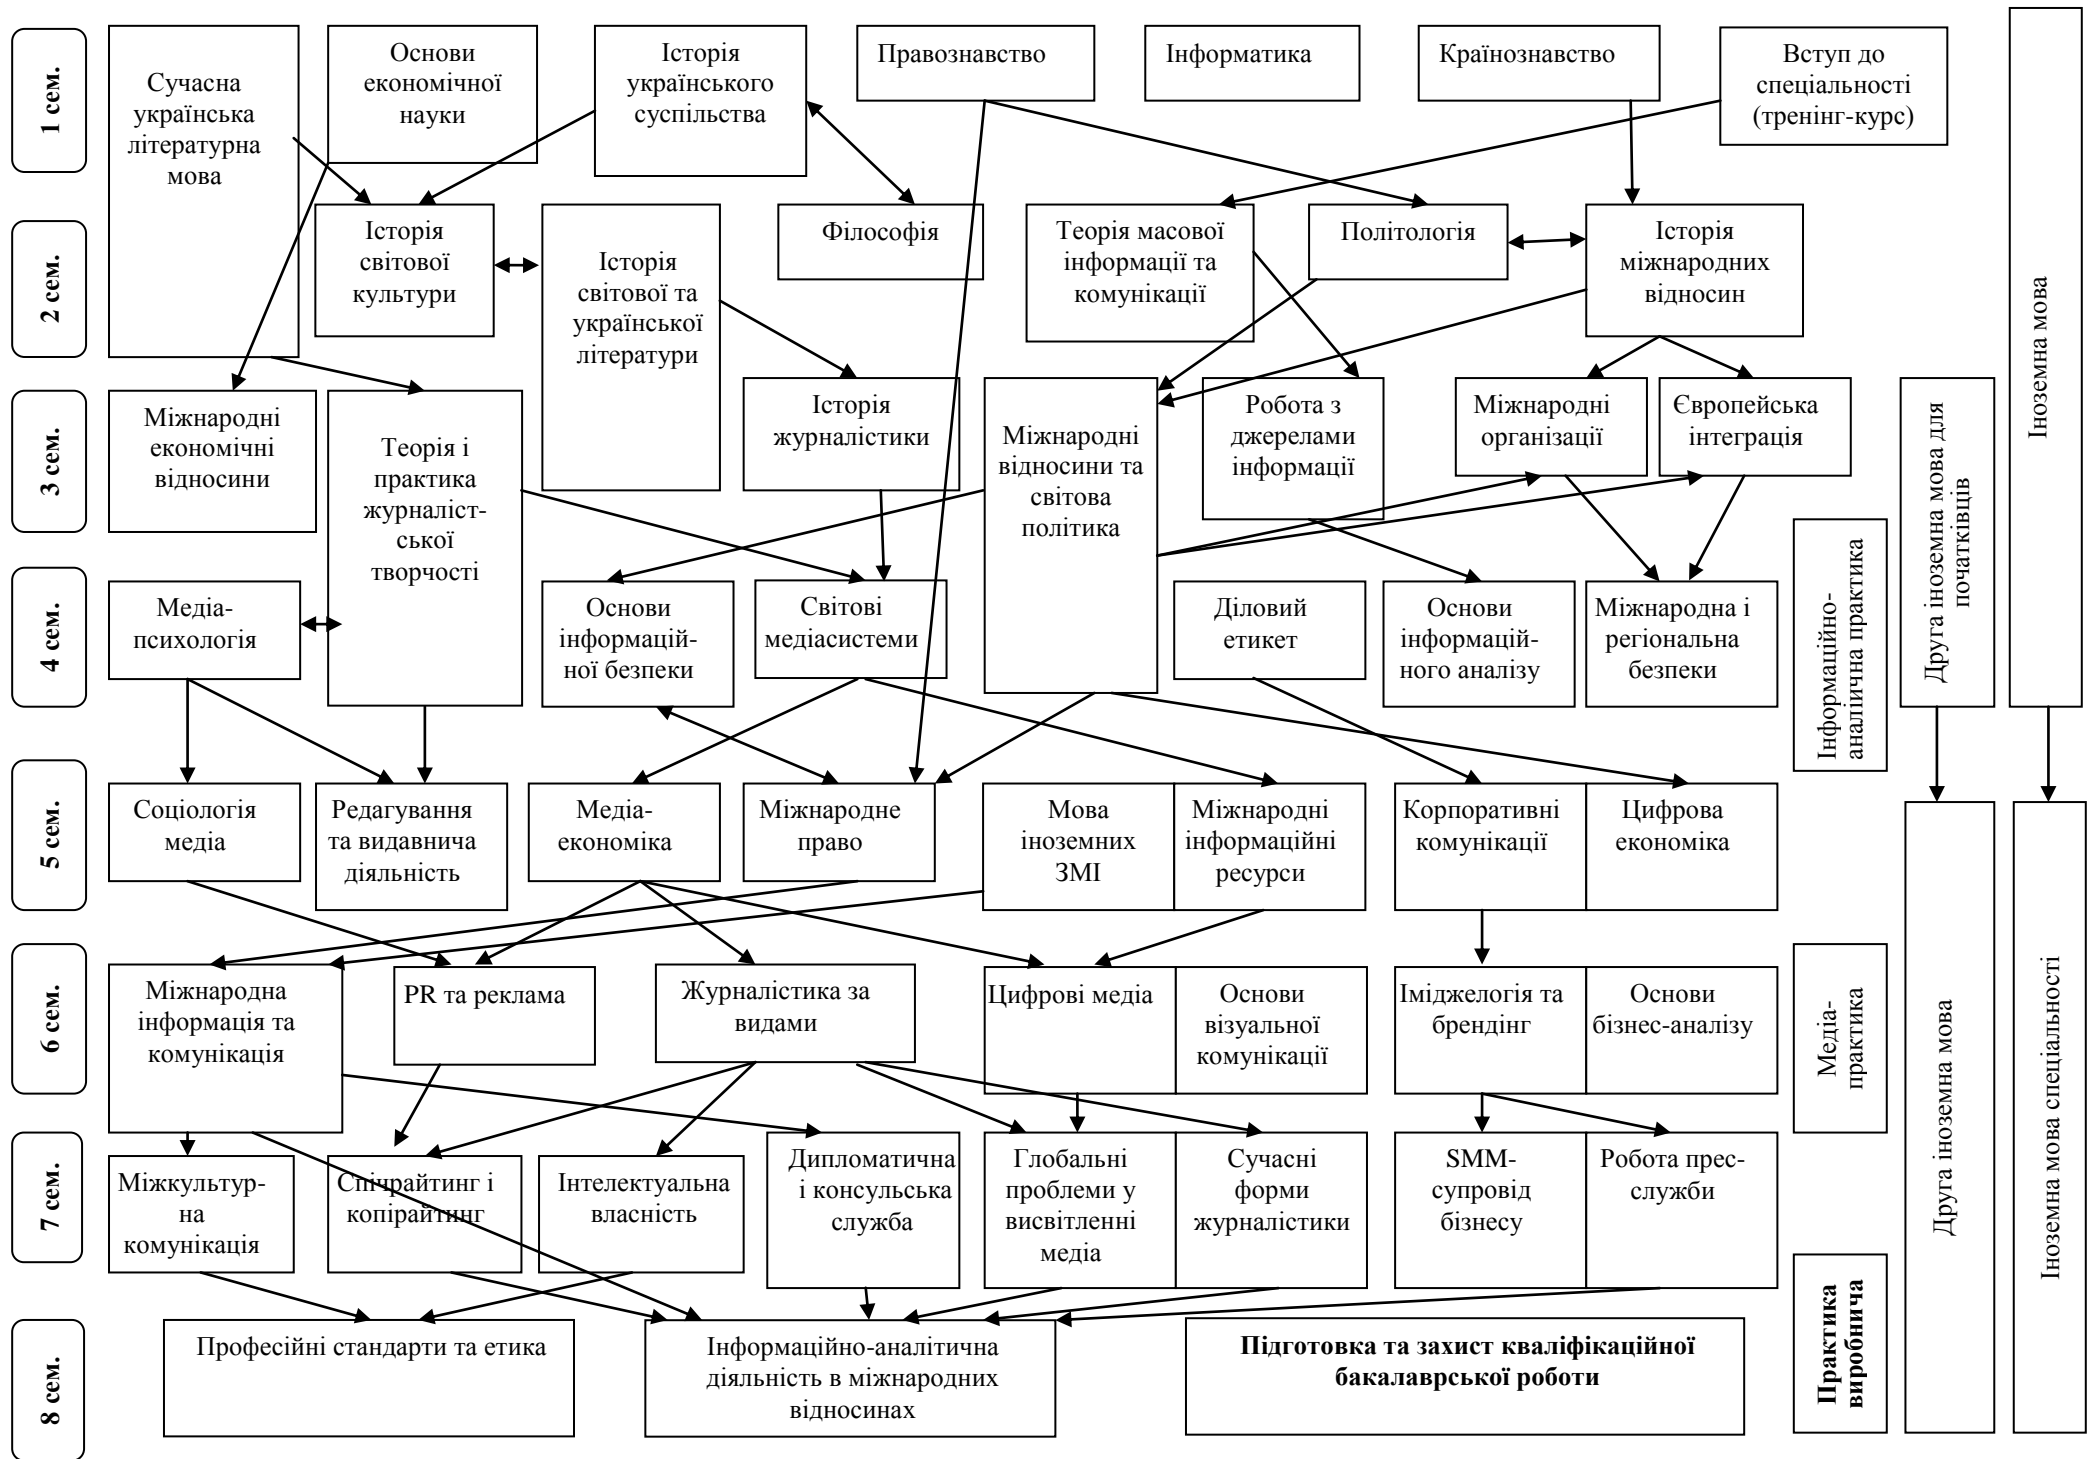 1 сем.
Сучасна
українська
літературна
мова
Основи
економічної
науки
Історія
українського
суспільства
Правознавство
Інформатика
Країнознавство
Вступ до
спеціальності
(тренінг-курс)
Іноземна мова
2 сем.
Історія
світової
культури
Історія
світової та
української
літератури
Філософія
Теорія масової
інформації та
комунікації
Політологія
Історія
міжнародних
відносин
3 сем.
Міжнародні
економічні
відносини
Теорія і
практика
журналіст-
ської
творчості
Історія
журналістики
Міжнародні
відносини та
світова
політика
Робота з
джерелами
інформації
Міжнародні
організації
Європейська
інтеграція
Друга іноземна мова для
початківців
4 сем.
Медіа-
психологія
Основи
інформацій-
ної безпеки
Світові
медіасистеми
Діловий
етикет
Основи
інформацій-
ного аналізу
Міжнародна і
регіональна
безпеки
Інформаційно-
аналічна практика
5 сем.
Соціологія
медіа
Редагування
та видавнича
діяльність
Медіа-
економіка
Міжнародне
право
Мова
іноземних
ЗМІ
Міжнародні
інформаційні
ресурси
Корпоративні
комунікації
Цифрова
економіка
Друга іноземна мова
Іноземна мова спеціальності
6 сем.
Міжнародна
інформація та
комунікація
PR та реклама
Журналістика за
видами
Цифрові медіа
Основи
візуальної
комунікації
Іміджелогія та
брендінг
Основи
бізнес-аналізу
Медіа-
практика
7 сем.
Міжкультур-
на
комунікація
Спічрайтинг і
копірайтинг
Інтелектуальна
власність
Дипломатична
і консульська
служба
Глобальні
проблеми у
висвітленні
медіа
Сучасні
форми
журналістики
SMM-
супровід
бізнесу
Робота прес-
служби
Практика
виробнича
8 сем.
Професійні стандарти та етика
Інформаційно-аналітична
діяльність в міжнародних
відносинах
Підготовка та захист кваліфікаційної
бакалаврської роботи